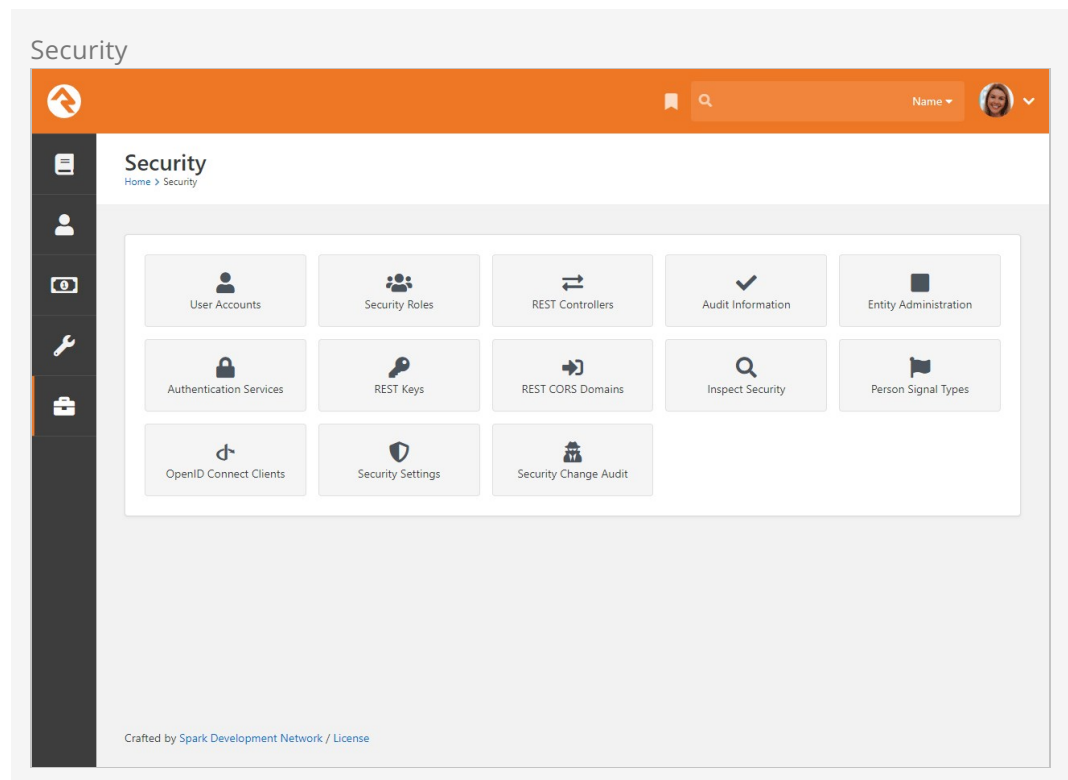 Security
Name
Security
Home > Security
User Accounts
Security Roles
REST Controllers
Audit Information
Entity Administration
Authentication Services
REST Keys
REST CORS Domains
Inspect Security
Person Signal Types
OpenID Connect Clients
Security Settings
Security Change Audit
Crafted by Spark Development Network / License